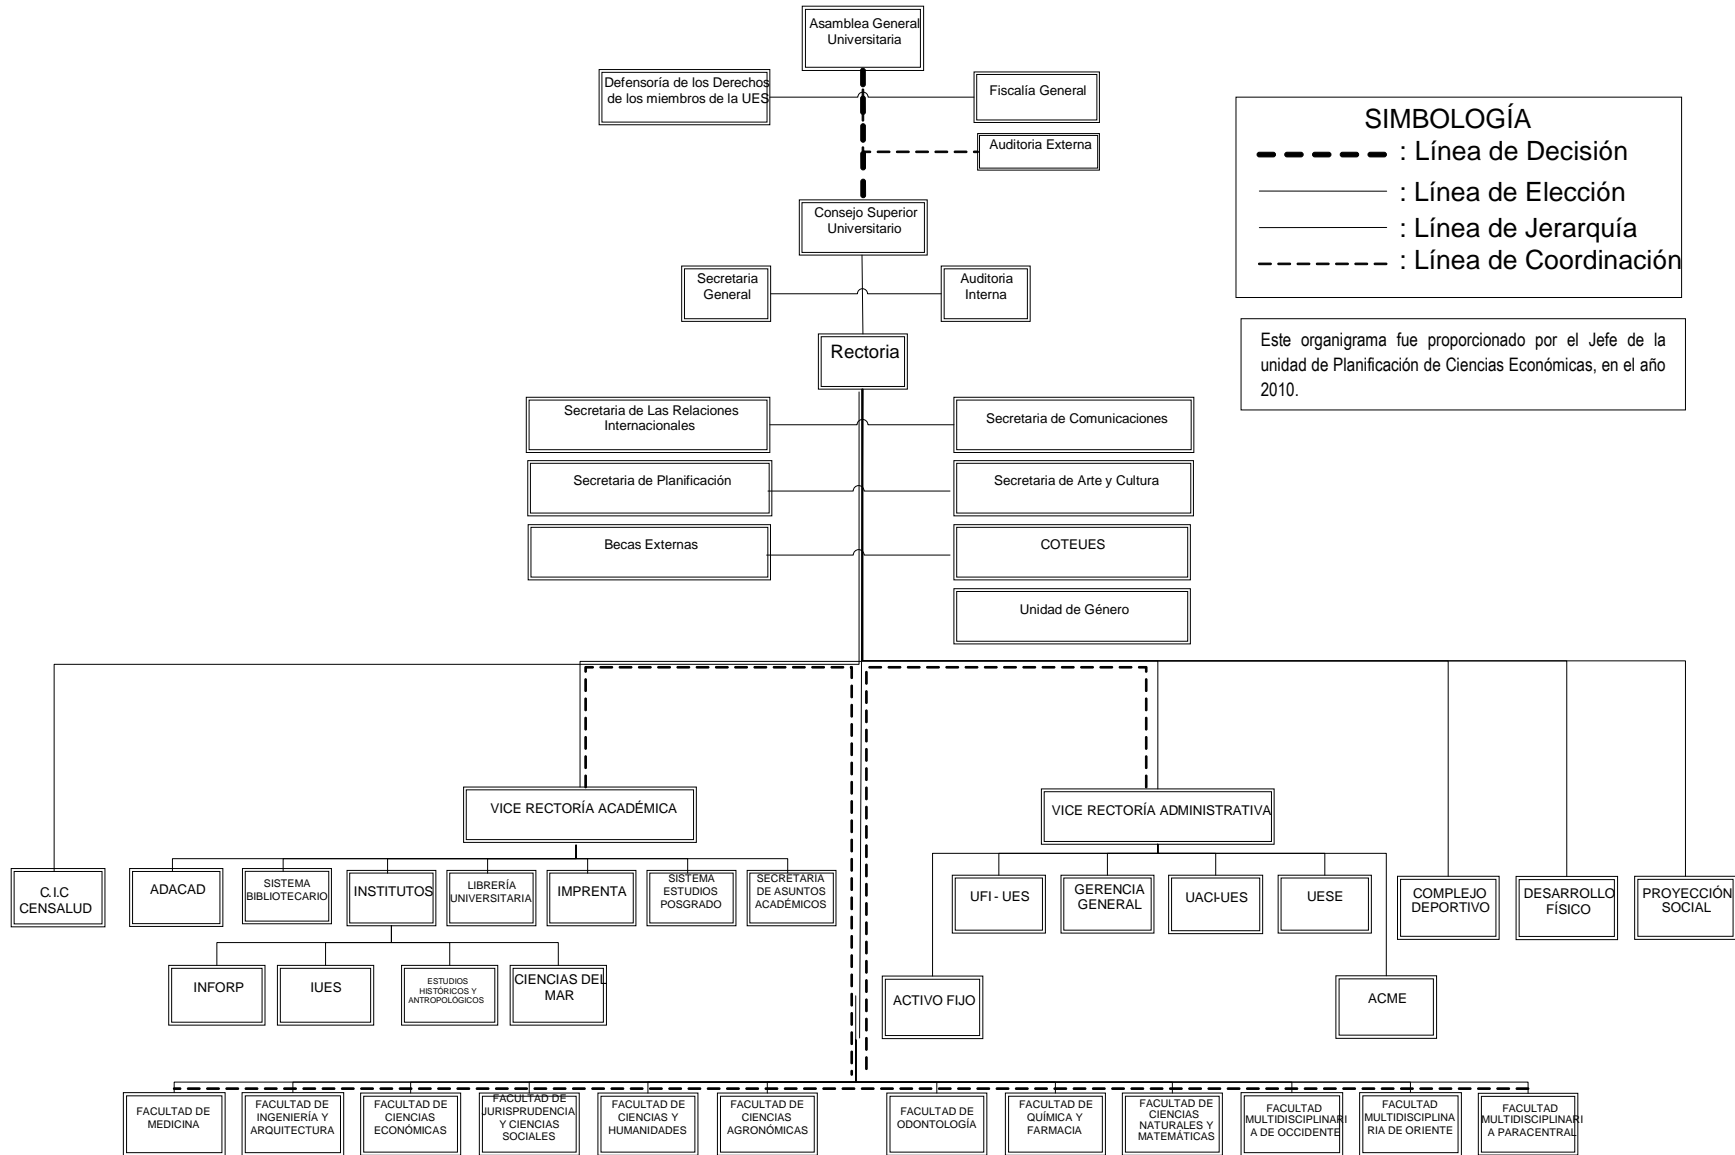 Asamblea General
Universitaria
Defensoría de los Derechos
de los miembros de la UES
Fiscalía General
Auditoria Externa
SIMBOLOGÍA
: Línea de Decisión
: Línea de Elección
: Línea de Jerarquía
: Línea de Coordinación
Consejo Superior
Universitario
Secretaria
General
Auditoria
Interna
Este organigrama fue proporcionado por el Jefe de la
unidad de Planificación de Ciencias Económicas, en el año
2010.
Rectoria
Secretaria de Las Relaciones
Internacionales
Secretaria de Comunicaciones
Secretaria de Planificación
Secretaria de Arte y Cultura
Becas Externas
COTEUES
Unidad de Género
VICE RECTORÍA ACADÉMICA
VICE RECTORÍA ADMINISTRATIVA
C.I.C
CENSALUD
ADACAD
SISTEMA
BIBLIOTECARIO
INSTITUTOS
LIBRERÍA
UNIVERSITARIA
IMPRENTA
SISTEMA
ESTUDIOS
POSGRADO
SECRETARIA
DE ASUNTOS
ACADÉMICOS
UFI - UES
GERENCIA
GENERAL
UACI-UES
UESE
COMPLEJO
DEPORTIVO
DESARROLLO
FÍSICO
PROYECCIÓN
SOCIAL
INFORP
IUES
ESTUDIOS
HISTÓRICOS Y
ANTROPOLÓGICOS
CIENCIAS DEL
MAR
ACTIVO FIJO
ACME
FACULTAD DE
MEDICINA
FACULTAD DE
INGENIERÍA Y
ARQUITECTURA
FACULTAD DE
CIENCIAS
ECONÓMICAS
FACULTAD DE
JURISPRUDENCIA
Y CIENCIAS
SOCIALES
FACULTAD DE
CIENCIAS Y
HUMANIDADES
FACULTAD DE
CIENCIAS
AGRONÓMICAS
FACULTAD DE
ODONTOLOGÍA
FACULTAD DE
QUÍMICA Y
FARMACIA
FACULTAD DE
CIENCIAS
NATURALES Y
MATEMÁTICAS
FACULTAD
MULTIDISCIPLINARI
A DE OCCIDENTE
FACULTAD
MULTIDISCIPLINA
RIA DE ORIENTE
FACULTAD
MULTIDISCIPLINARI
A PARACENTRAL